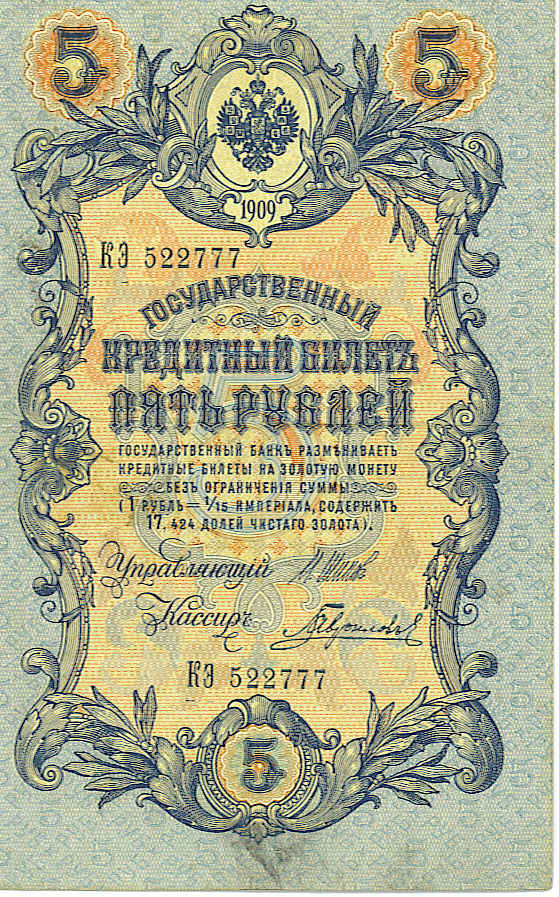 5 5
1909
КЭ 522777
ГОСУДАРСТВЕННЫЙ
КРЕДИТНЫЙ БИЛЕТЪ
ПЯТЬ РУБЛЕЙ
ГОСУДАРСТВЕННЫЙ БАНКЪ РАЗМѢНИВАЕТЪ
КРЕДИТНЫЕ БИЛЕТЫ НА ЗОЛОТУЮ МОНЕТУ
БЕЗЪ ОГРАНИЧЕНІЯ СУММЫ
(1 РУБЛЬ — 1/15 ИМПЕРІАЛА, СОДЕРЖИТЪ
17,424 ДОЛЕЙ ЧИСТАГО ЗОЛОТА).
Управляющій И. Шипов
Кассиръ
КЭ 522777
5